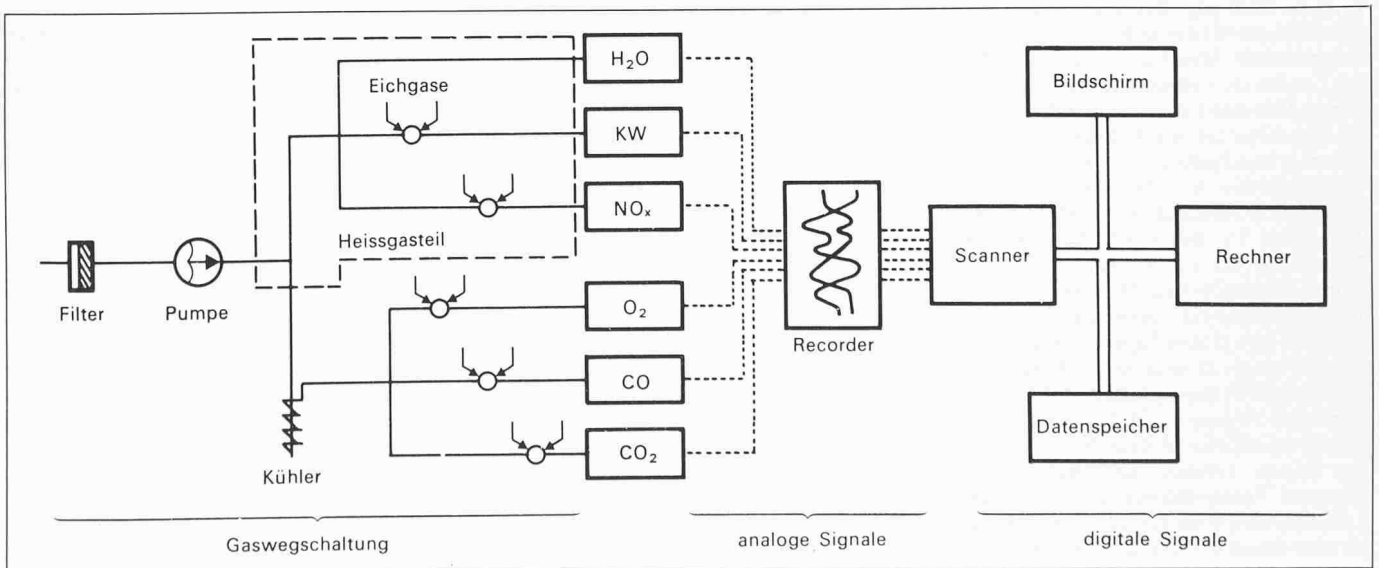 H₂O
Eichgase
KW
NOₓ
Heissgasteil
Filter
Pumpe
O₂
CO
CO₂
Kühler
Recorder
Bildschirm
Scanner
Rechner
Datenspeicher
Gaswegschaltung
analoge Signale
digitale Signale